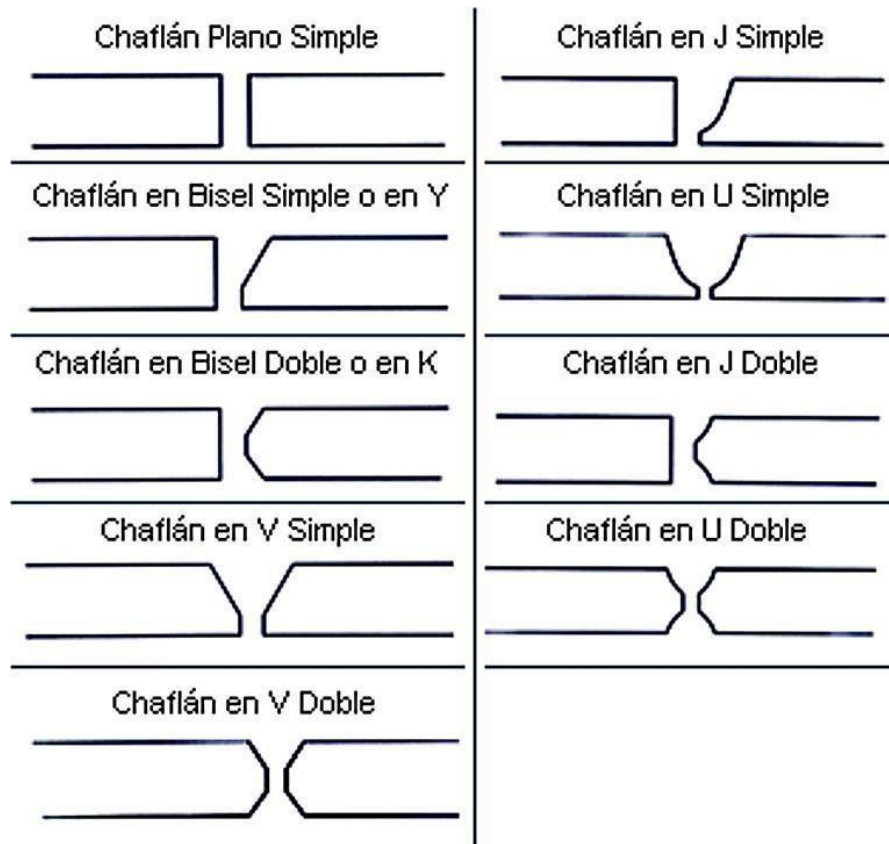 Chaflán Plano Simple
Chaflán en Bisel Simple o en Y
Chaflán en Bisel Doble o en K
Chaflán en V Simple
Chaflán en V Doble
Chaflán en J Simple
Chaflán en U Simple
Chaflán en J Doble
Chaflán en U Doble